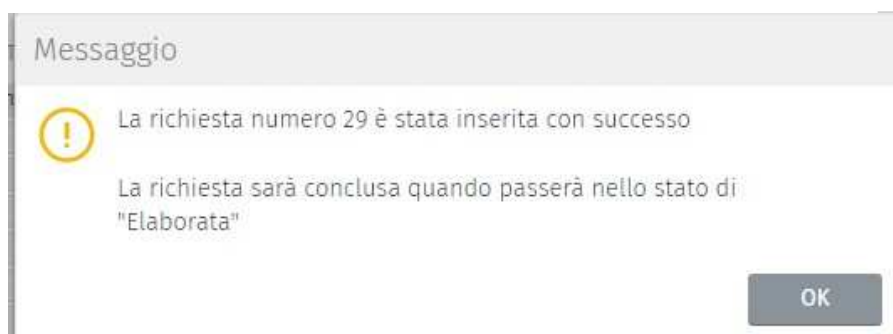 Messaggio
La richiesta numero 29 è stata inserita con successo
La richiesta sarà conclusa quando passerà nello stato di
"Elaborata"
OK